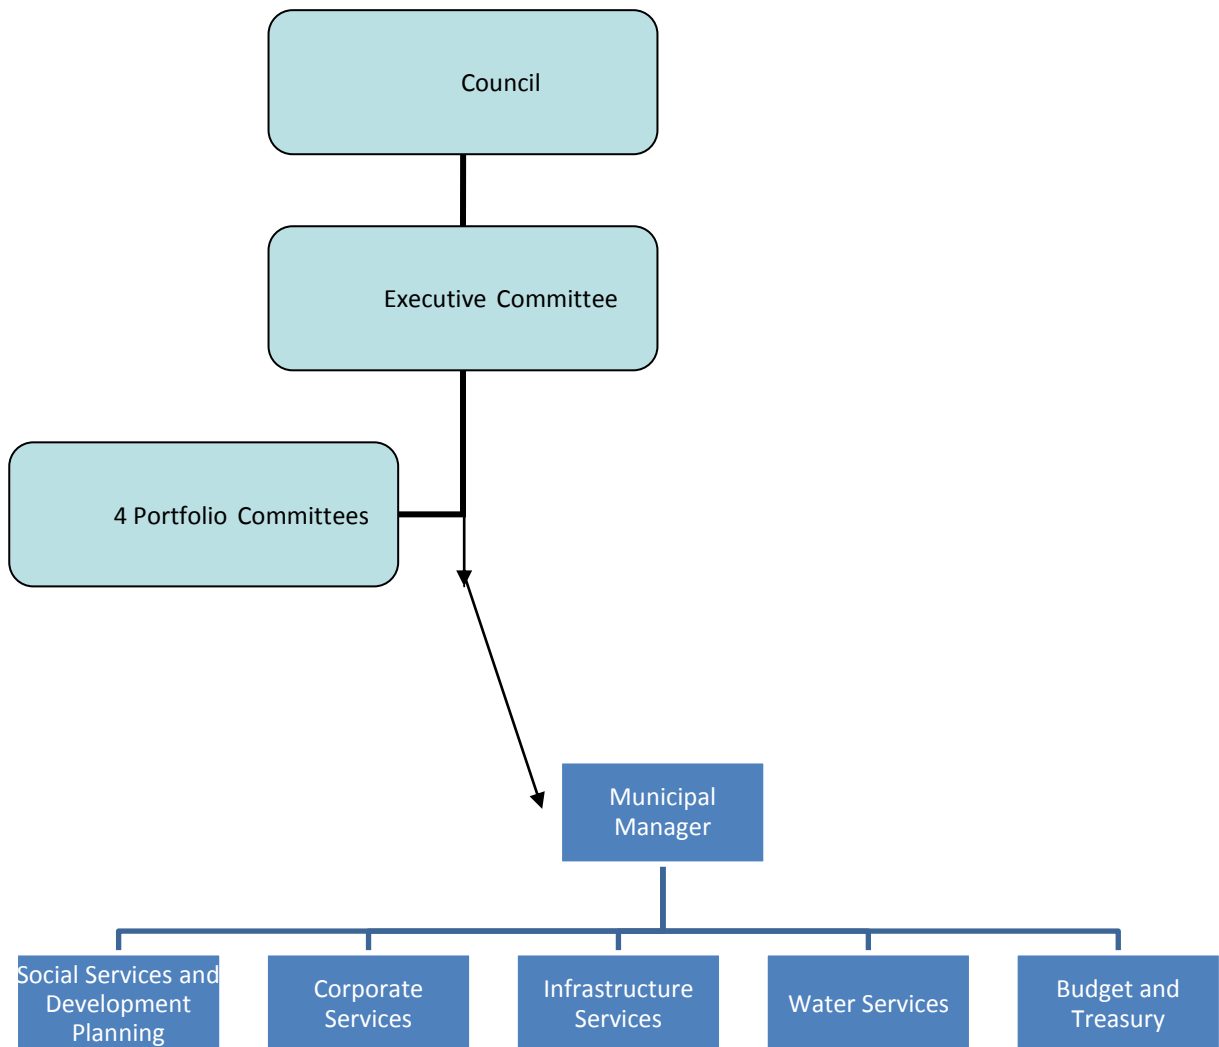 Council
Executive Committee
4 Portfolio Committees
Municipal
Manager
Social Services and
Development
Planning
Corporate
Services
Infrastructure
Services
Water Services
Budget and
Treasury